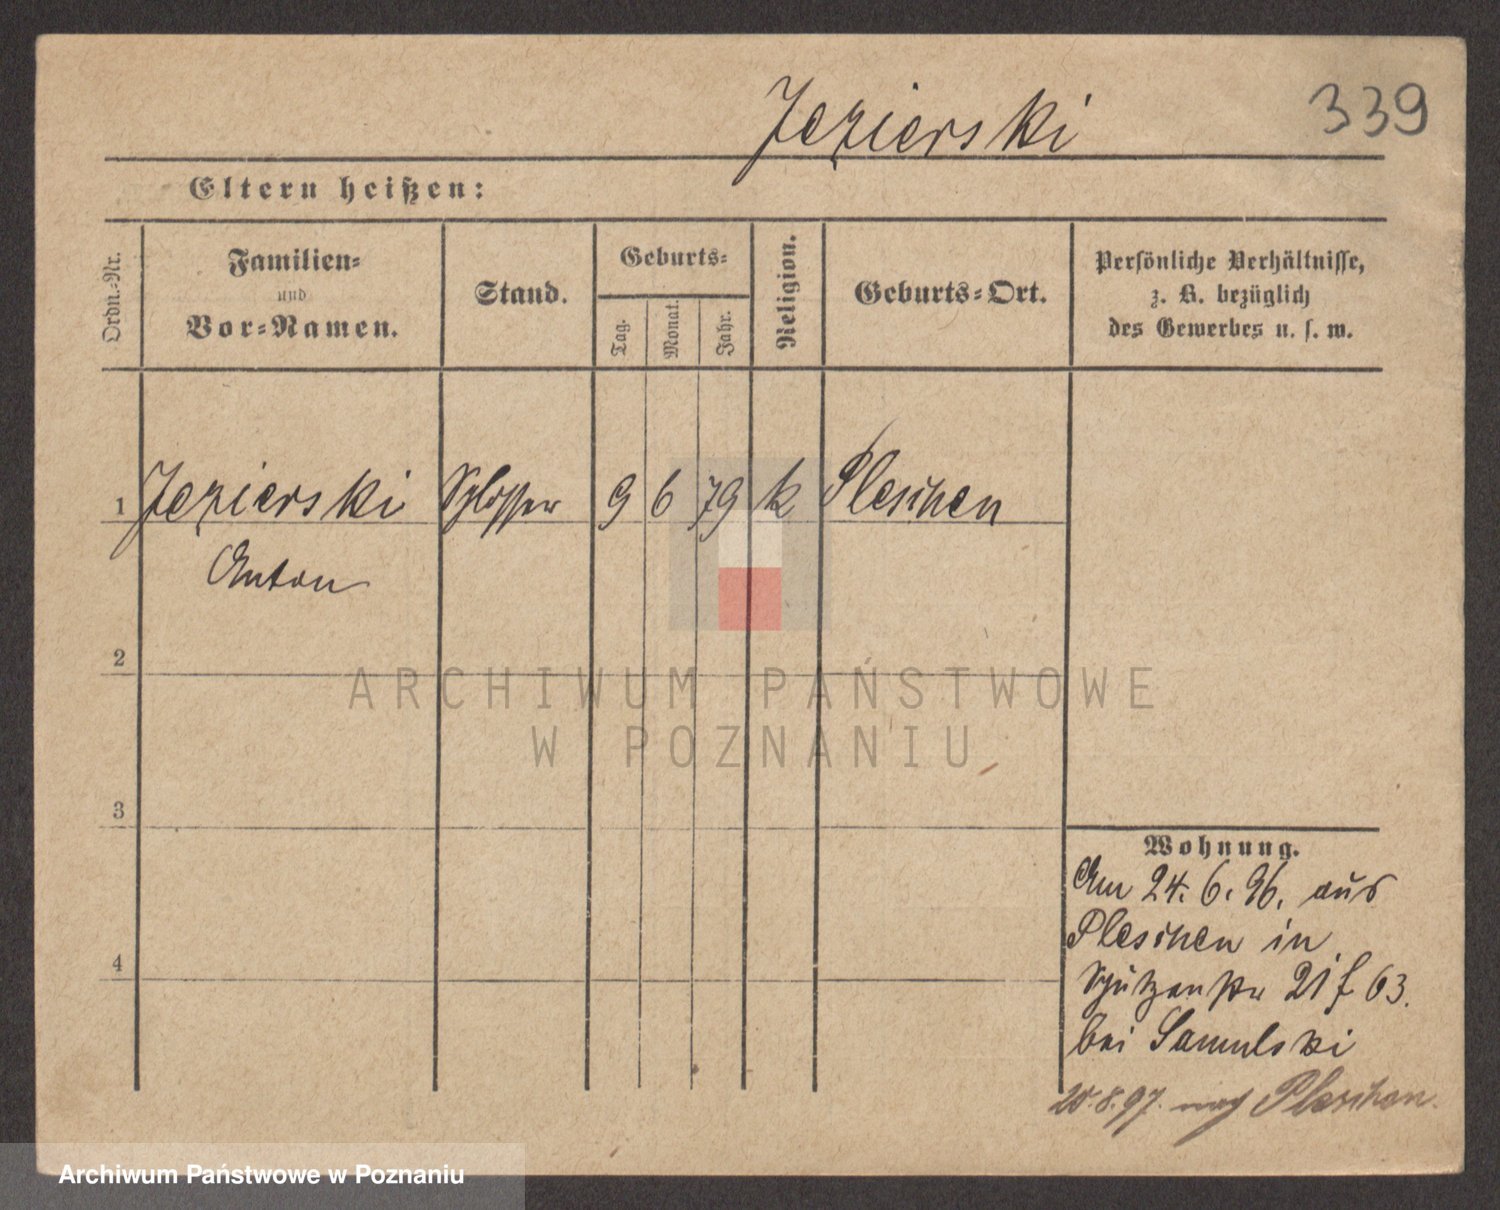 Jezierski
339
Eltern heißen:
Ordn.-Nr.
Familien-
und
Vor-Namen.
Stand.
Geburts-
Tag.
Monat.
Jahr.
Religion.
Geburts-Ort.
Persönliche Verhältnisse,
z. B. bezüglich
des Gewerbes u. s. w.
1 Jezierski Schlosser 9 6 79 k Pleschen
Anton
2
ARCHIWUM PAŃSTWOWE
W POZNANIU
3
Wohnung.
Am 24. 6. 96. aus
Pleschen in
4
Schützenstr 21 f 63.
bei Samulski
20.8.97. nach Pleschen.
Archiwum Państwowe w Poznaniu